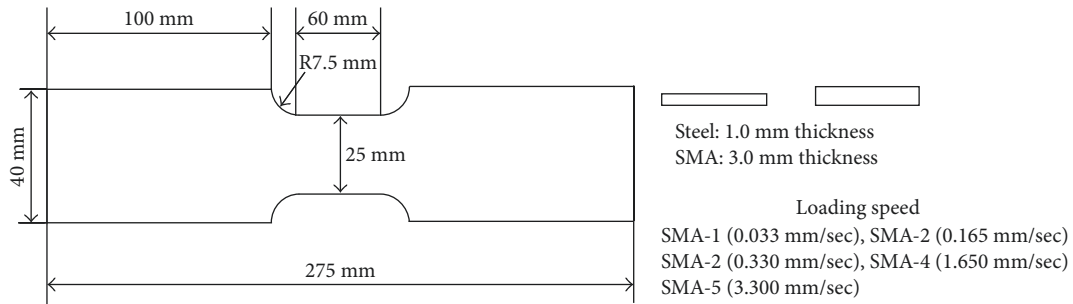 100 mm
60 mm
R7.5 mm
40 mm
25 mm
275 mm
Steel: 1.0 mm thickness
SMA: 3.0 mm thickness
Loading speed
SMA-1 (0.033 mm/sec), SMA-2 (0.165 mm/sec)
SMA-2 (0.330 mm/sec), SMA-4 (1.650 mm/sec)
SMA-5 (3.300 mm/sec)